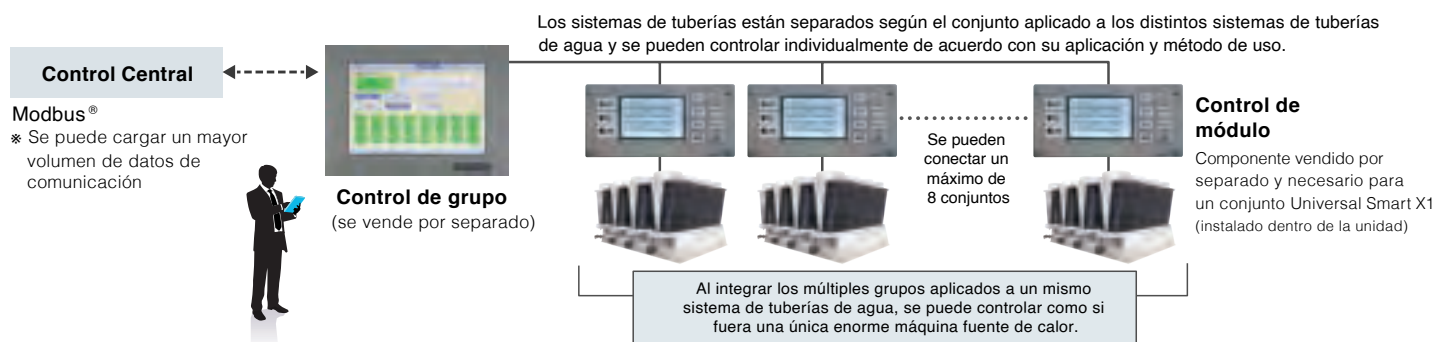 Los sistemas de tuberías están separados según el conjunto aplicado a los distintos sistemas de tuberías
de agua y se pueden controlar individualmente de acuerdo con su aplicación y método de uso.
Control Central
Modbus®
※ Se puede cargar un mayor
volumen de datos de
comunicación
Control de grupo
(se vende por separado)
Se pueden
conectar un
máximo de
8 conjuntos
Control de
módulo
Componente vendido por
separado y necesario para
un conjunto Universal Smart X1
(instalado dentro de la unidad)
Al integrar los múltiples grupos aplicados a un mismo
sistema de tuberías de agua, se puede controlar como si
fuera una única enorme máquina fuente de calor.